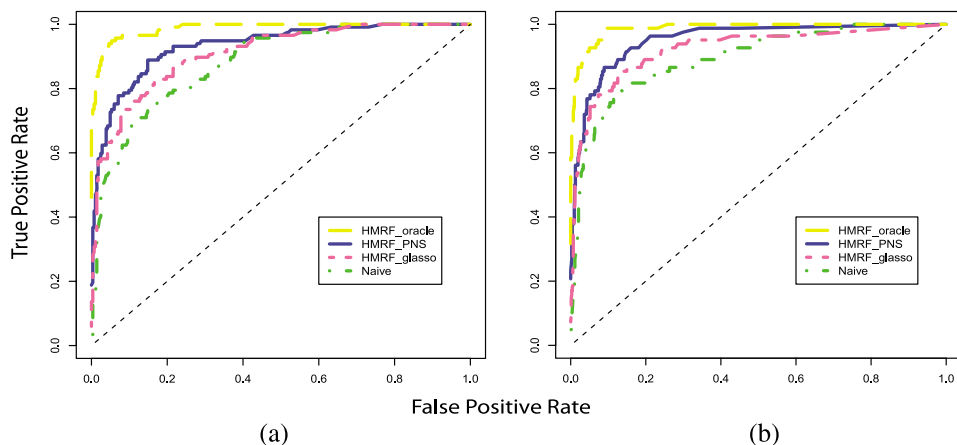 True Positive Rate
1.0
0.8
0.6
0.4
0.2
0.0
HMRF_oracle
HMRF_PNS
HMRF_glasso
Naive
0.0 0.2 0.4 0.6 0.8 1.0
(a)
1.0
0.8
0.6
0.4
0.2
0.0
HMRF_oracle
HMRF_PNS
HMRF_glasso
Naive
0.0 0.2 0.4 0.6 0.8 1.0
(b)
False Positive Rate